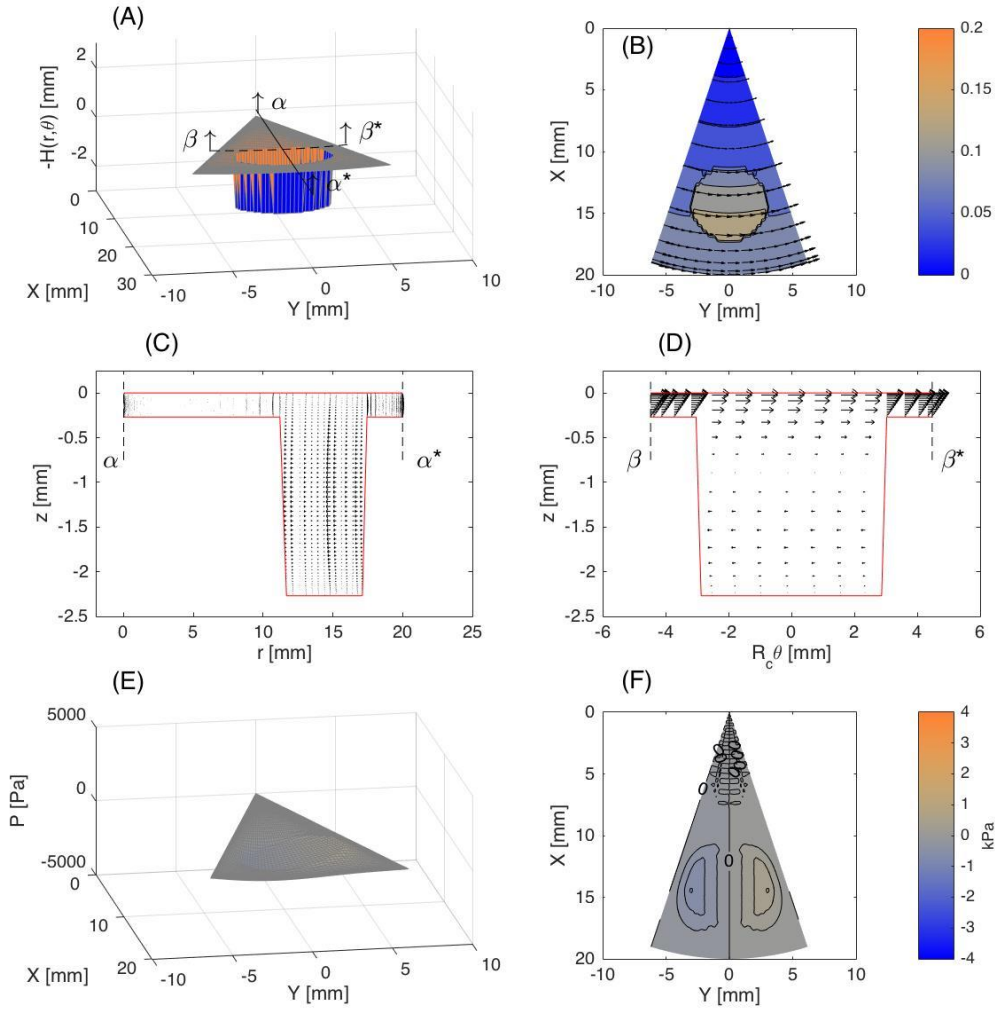 (A)
2
0
-2
-H(r,θ) [mm]
α
β
β*
α*
0
10
20
30
X [mm]
-10
-5
0
5
10
Y [mm]
(B)
0
5
10
15
20
X [mm]
-10
-5
0
5
10
Y [mm]
0.2
0.15
0.1
0.05
0
(C)
0
-0.5
-1
-1.5
-2
-2.5
z [mm]
α
α*
0
5
10
15
20
25
r [mm]
(D)
0
-0.5
-1
-1.5
-2
-2.5
z [mm]
β
β*
-6
-4
-2
0
2
4
6
R_cθ [mm]
(E)
5000
0
-5000
P [Pa]
0
10
20
X [mm]
-10
-5
0
5
10
Y [mm]
(F)
0
5
10
15
20
X [mm]
0
0
-10
-5
0
5
10
Y [mm]
4
3
2
1
0
-1
-2
-3
-4
kPa